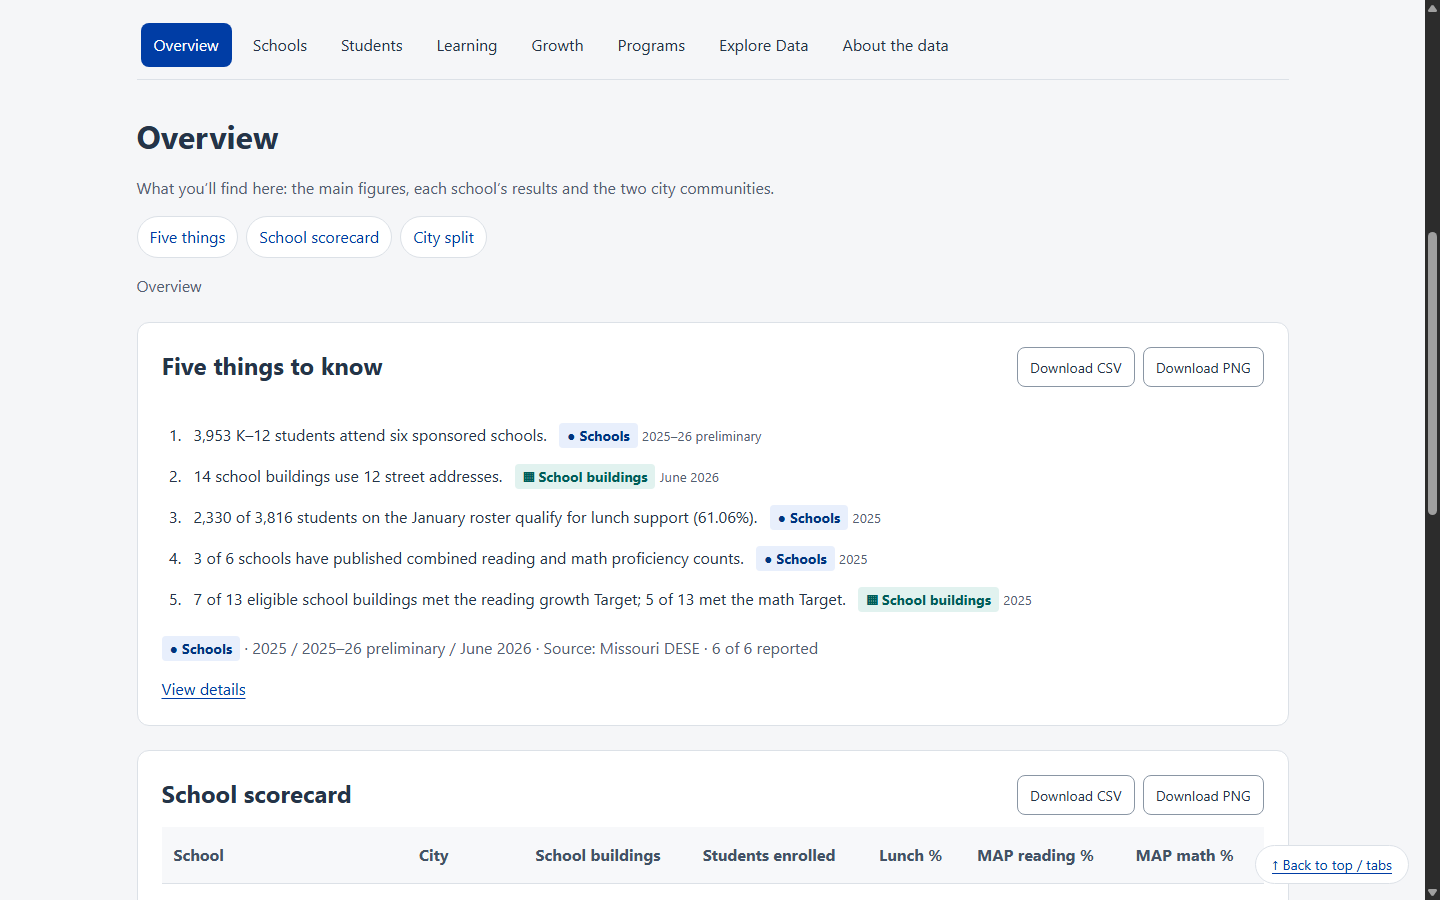 Overview Schools Students Learning Growth Programs Explore Data About the data
Overview
What you'll find here: the main figures, each school's results and the two city communities.
Five things School scorecard City split
Overview
Five things to know Download CSV Download PNG
1. 3,953 K–12 students attend six sponsored schools. ● Schools 2025–26 preliminary
2. 14 school buildings use 12 street addresses. ▦ School buildings June 2026
3. 2,330 of 3,816 students on the January roster qualify for lunch support (61.06%). ● Schools 2025
4. 3 of 6 schools have published combined reading and math proficiency counts. ● Schools 2025
5. 7 of 13 eligible school buildings met the reading growth Target; 5 of 13 met the math Target. ▦ School buildings 2025
● Schools · 2025 / 2025–26 preliminary / June 2026 · Source: Missouri DESE · 6 of 6 reported
View details
School scorecard Download CSV Download PNG
School City School buildings Students enrolled Lunch % MAP reading % MAP math %
↑ Back to top / tabs